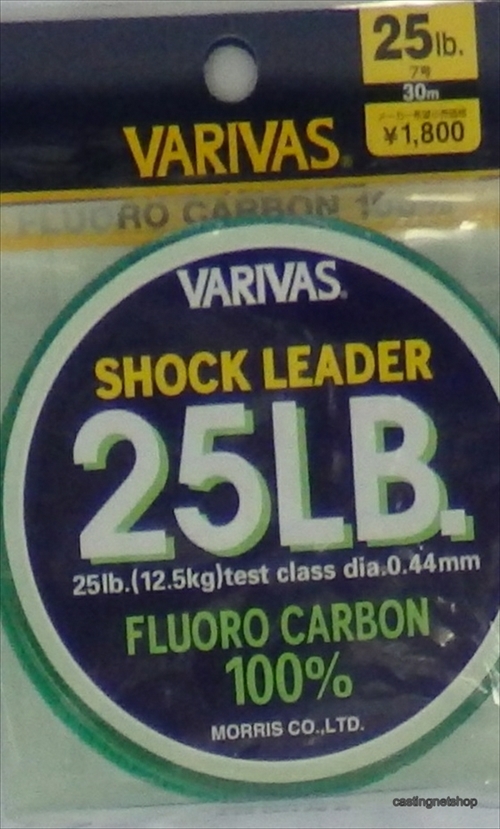 25lb.
7号
30m
メーカー希望小売価格
¥1,800
VARIVAS®
FLUORO CARBON 100%
VARIVAS®
SHOCK LEADER
25LB.
25lb.(12.5kg)test class dia.0.44mm
FLUORO CARBON
100%
MORRIS CO.,LTD.
castingnetshop